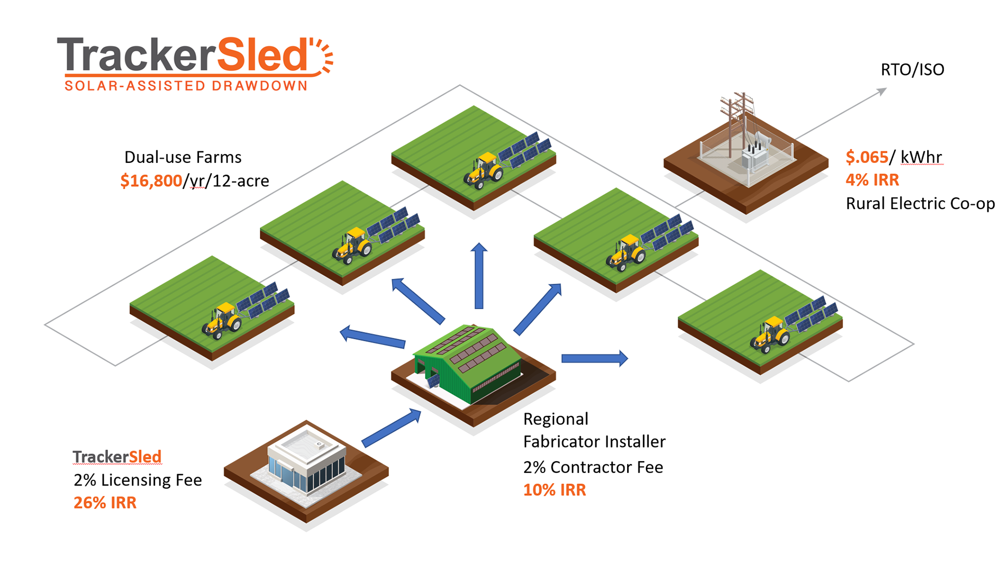 TrackerSled
SOLAR-ASSISTED DRAWDOWN
RTO/ISO
Dual-use Farms
$16,800/yr/12-acre
$.065/ kWhr
4% IRR
Rural Electric Co-op
Regional
Fabricator Installer
2% Contractor Fee
10% IRR
TrackerSled
2% Licensing Fee
26% IRR